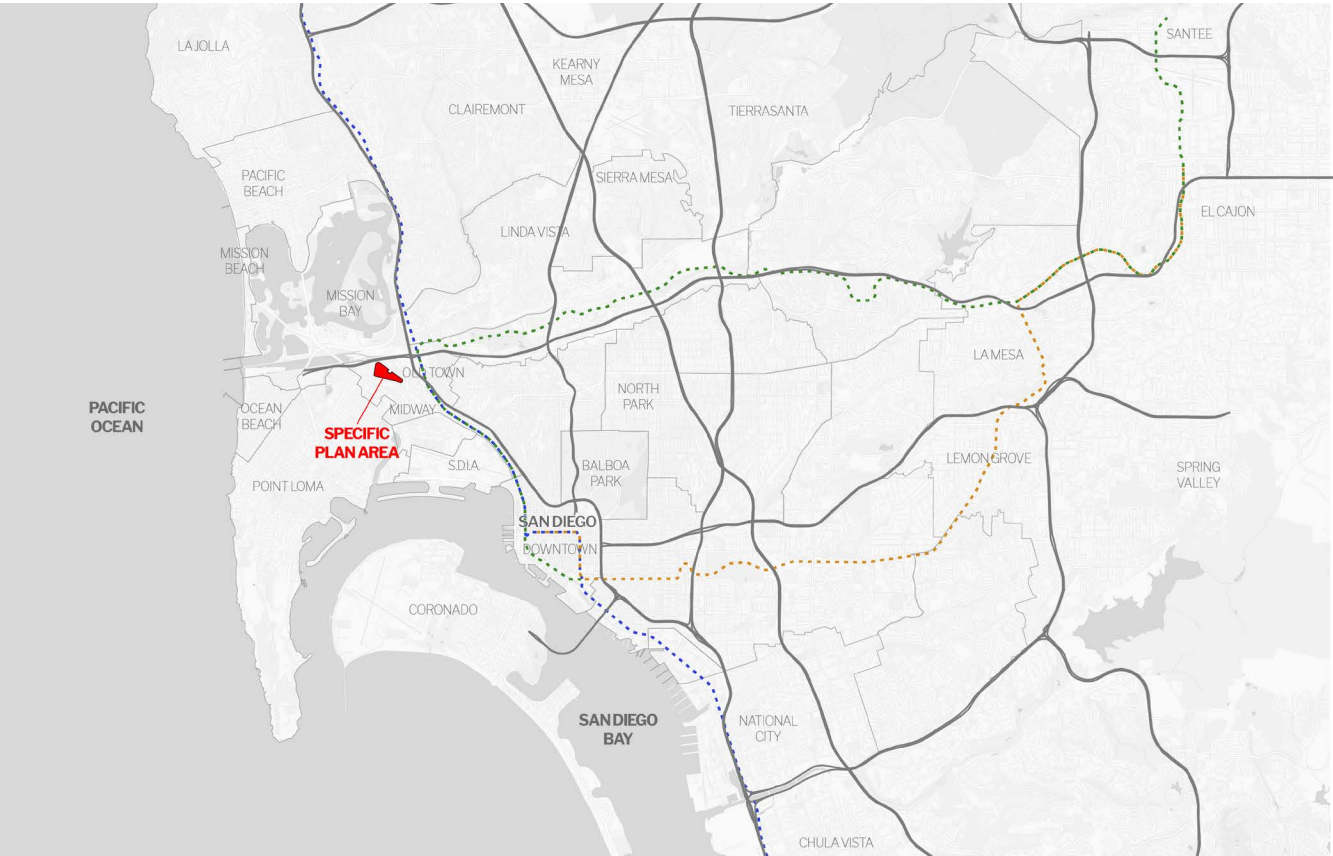 SANTEE
LA JOLLA
KEARNY
MESA
CLAIREMONT
TIERRASANTA
PACIFIC
BEACH
SIERRA MESA
EL CAJON
LINDA VISTA
MISSION
BEACH
MISSION
BAY
LA MESA
OLD TOWN
NORTH
PARK
PACIFIC
OCEAN
OCEAN
BEACH
MIDWAY
SPECIFIC
PLAN AREA
LEMON GROVE
S.D.I.A.
BALBOA
PARK
SPRING
VALLEY
POINT LOMA
SAN DIEGO
DOWNTOWN
CORONADO
SAN DIEGO
BAY
NATIONAL
CITY
CHULA VISTA